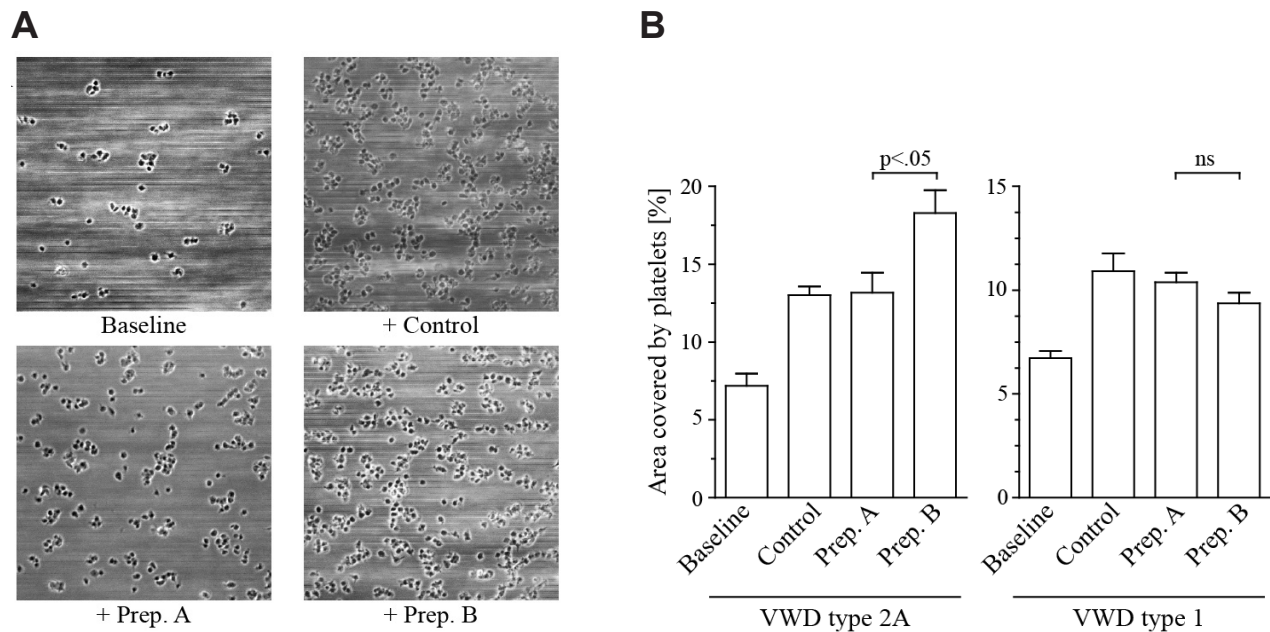 A
Baseline
+ Control
+ Prep. A
+ Prep. B
B
Area covered by platelets [%]
20
15
10
5
0
p<.05
Baseline
Control
Prep. A
Prep. B
VWD type 2A
15
10
5
0
ns
Baseline
Control
Prep. A
Prep. B
VWD type 1